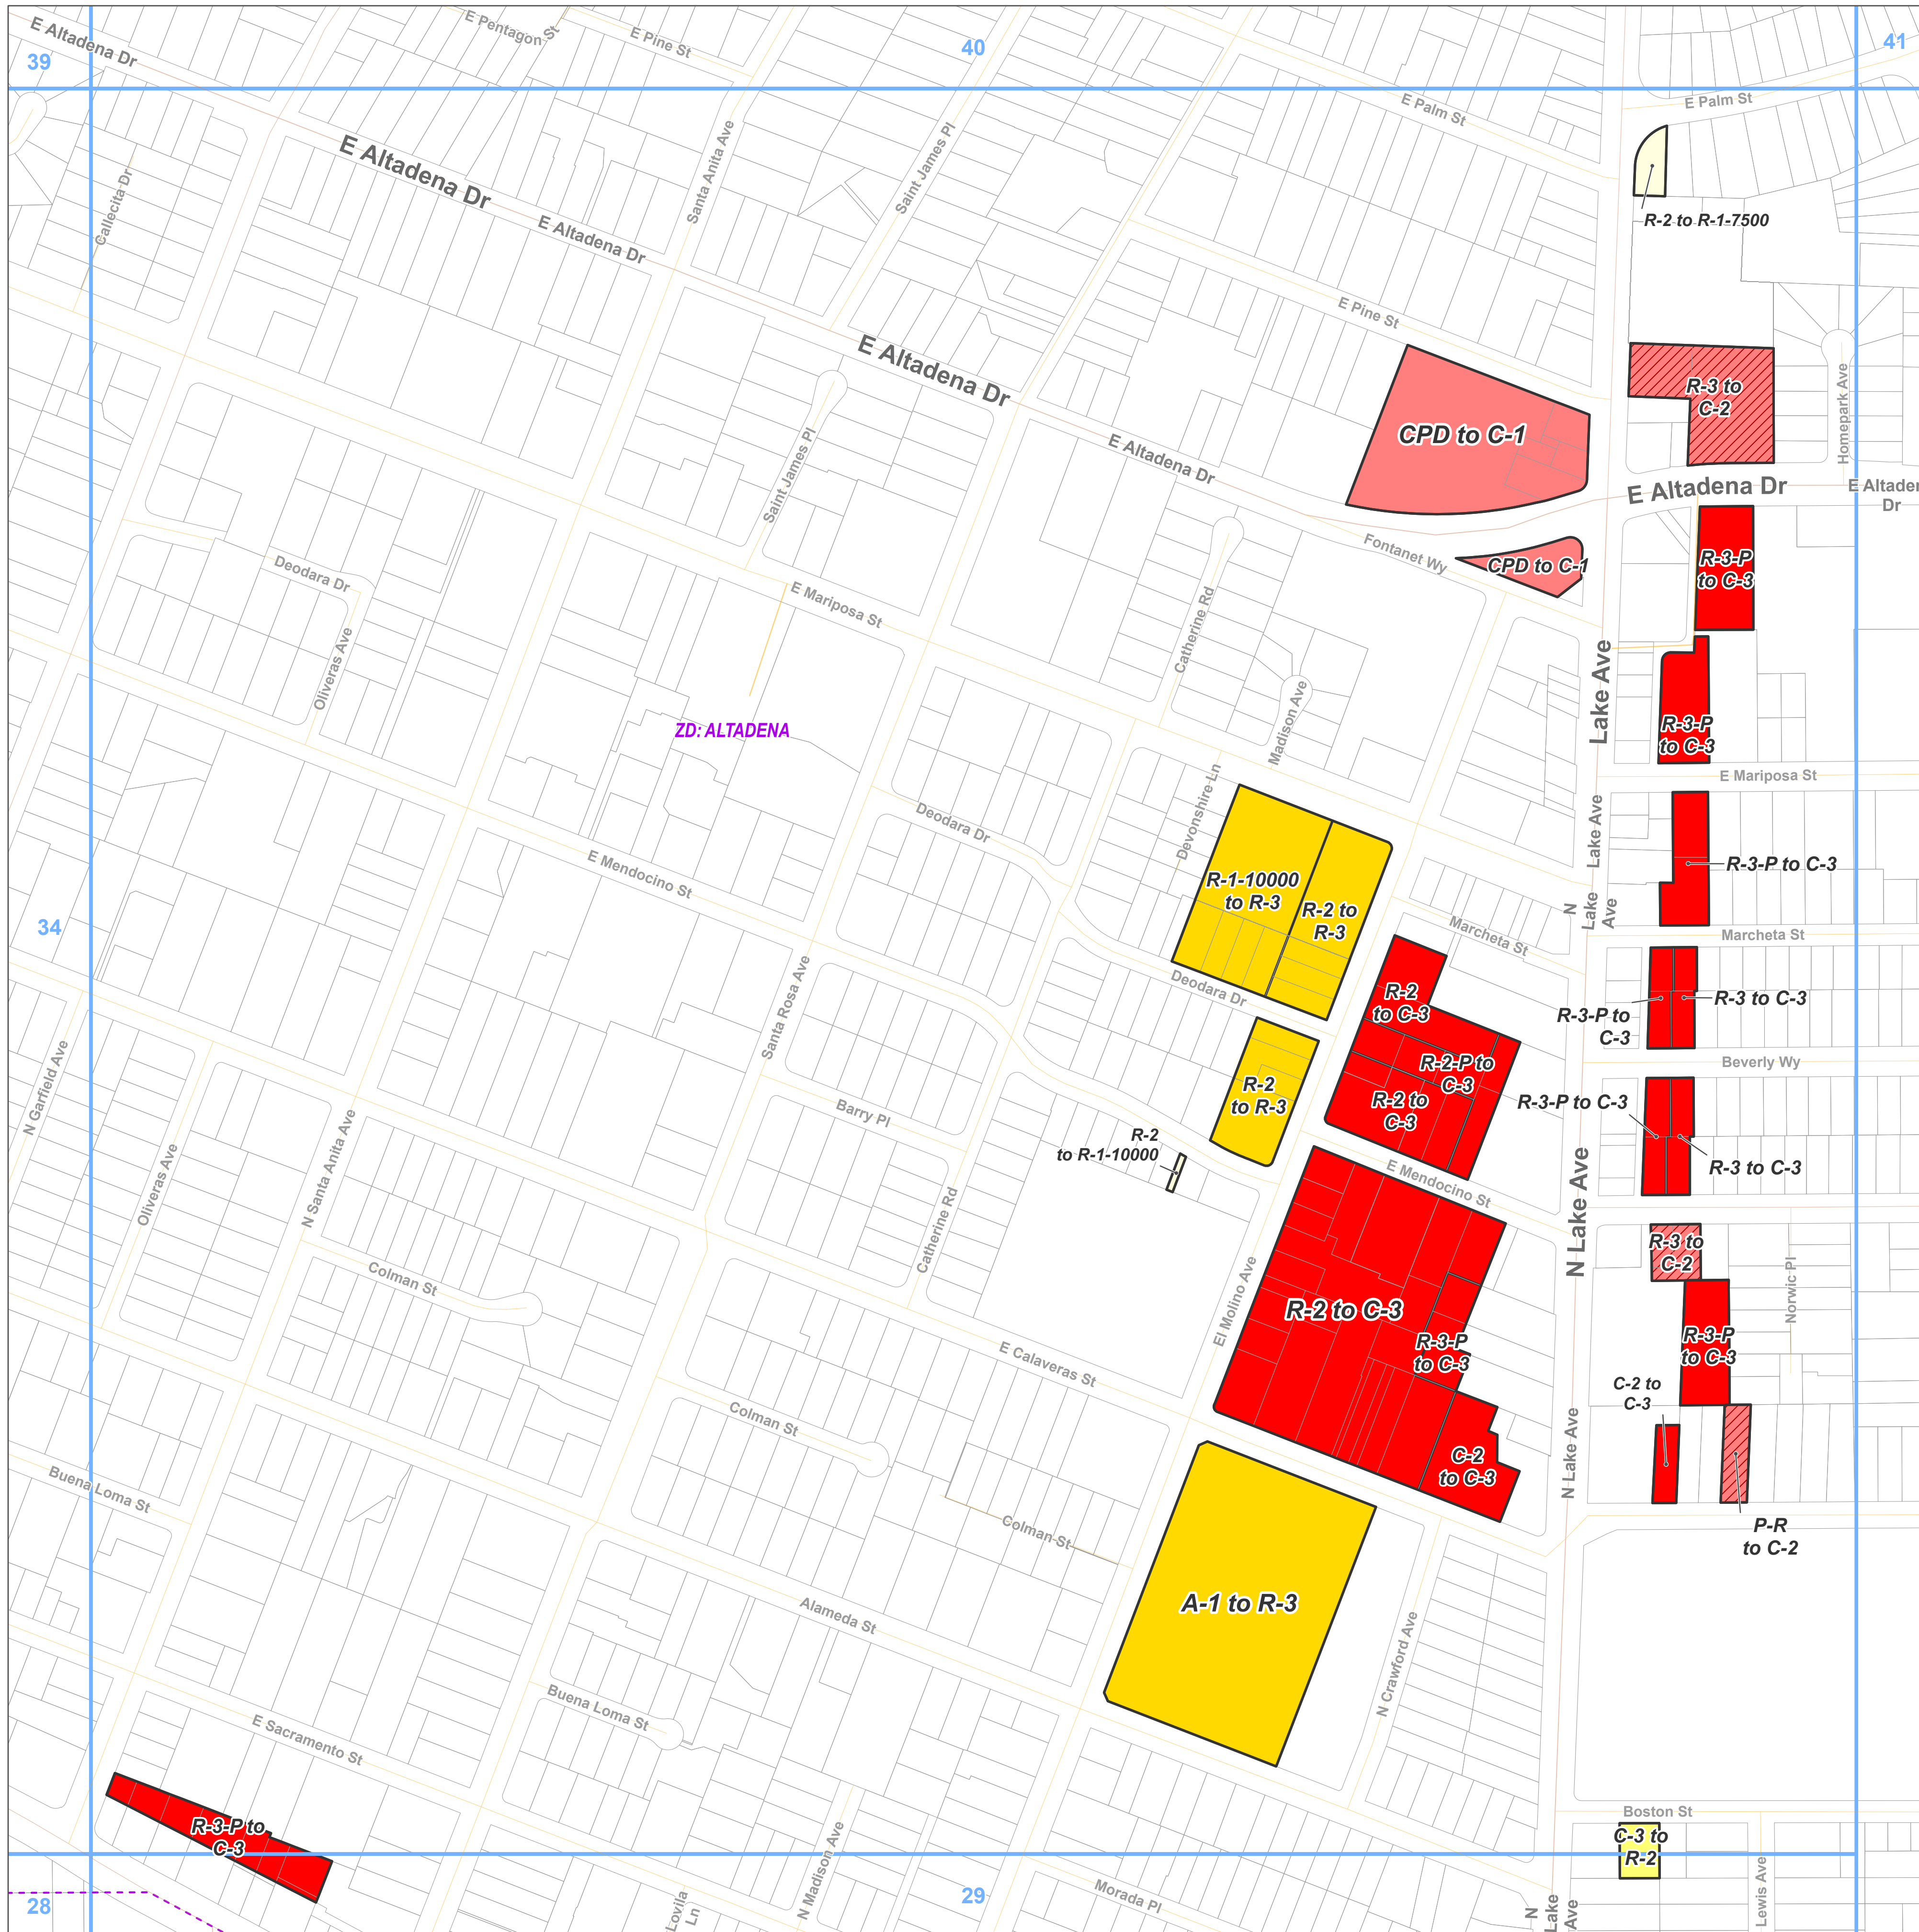 E Altadena Dr
E Pentagon St
E Pine St
40
41
39
E Palm St
E Palm St
E Altadena Dr
Santa Anita Ave
Saint James Pl
Callecita Dr
E Altadena Dr
R-2 to R-1-7500
E Pine St
E Altadena Dr
R-3 to
C-2
Homepark Ave
CPD to C-1
E Altadena Dr
Saint James Pl
E Altadena Dr
E Altaden
Dr
Fontanet Wy
CPD to C-1
R-3-P
to C-3
Deodara Dr
E Mariposa St
Catherine Rd
Oliveras Ave
Lake Ave
Madison Ave
ZD: ALTADENA
R-3-P
to C-3
E Mariposa St
Devonshire Ln
Deodara Dr
Lake Ave
R-3-P to C-3
E Mendocino St
R-1-10000
to R-3
R-2 to
R-3
N
Lake
Ave
34
Marcheta St
Marcheta St
Deodara Dr
R-2
to C-3
R-3-P to
C-3
R-3 to C-3
Santa Rosa Ave
N Garfield Ave
R-2-P to
C-3
Beverly Wy
R-2
to R-3
R-2 to
C-3
R-3-P to C-3
Barry Pl
R-2
to R-1-10000
R-3 to C-3
N Santa Anita Ave
Oliveras Ave
E Mendocino St
N Lake Ave
Catherine Rd
R-3 to
C-2
Colman St
El Molino Ave
R-2 to C-3
Norwic Pl
R-3-P
to C-3
R-3-P
to C-3
E Calaveras St
C-2 to
C-3
Colman St
N Lake Ave
C-2
to C-3
Buena Loma St
Colman St
P-R
to C-2
A-1 to R-3
Alameda St
N Crawford Ave
Buena Loma St
E Sacramento St
Boston St
R-3-P to
C-3
C-3 to
R-2
N Madison Ave
Lewis Ave
28
Lovila
Ln
29
Morada Pl
N
Lake
Ave